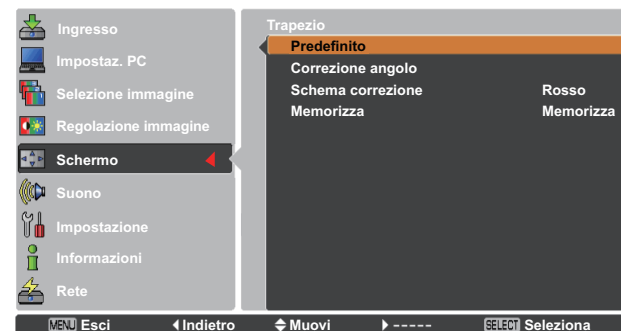 Ingresso
Impostaz. PC
Selezione immagine
Regolazione immagine
Schermo
Suono
Impostazione
Informazioni
Rete
Trapezio
Predefinito
Correzione angolo
Schema correzione Rosso
Memorizza Memorizza
MENU Esci Indietro Muovi ----- SELECT Seleziona